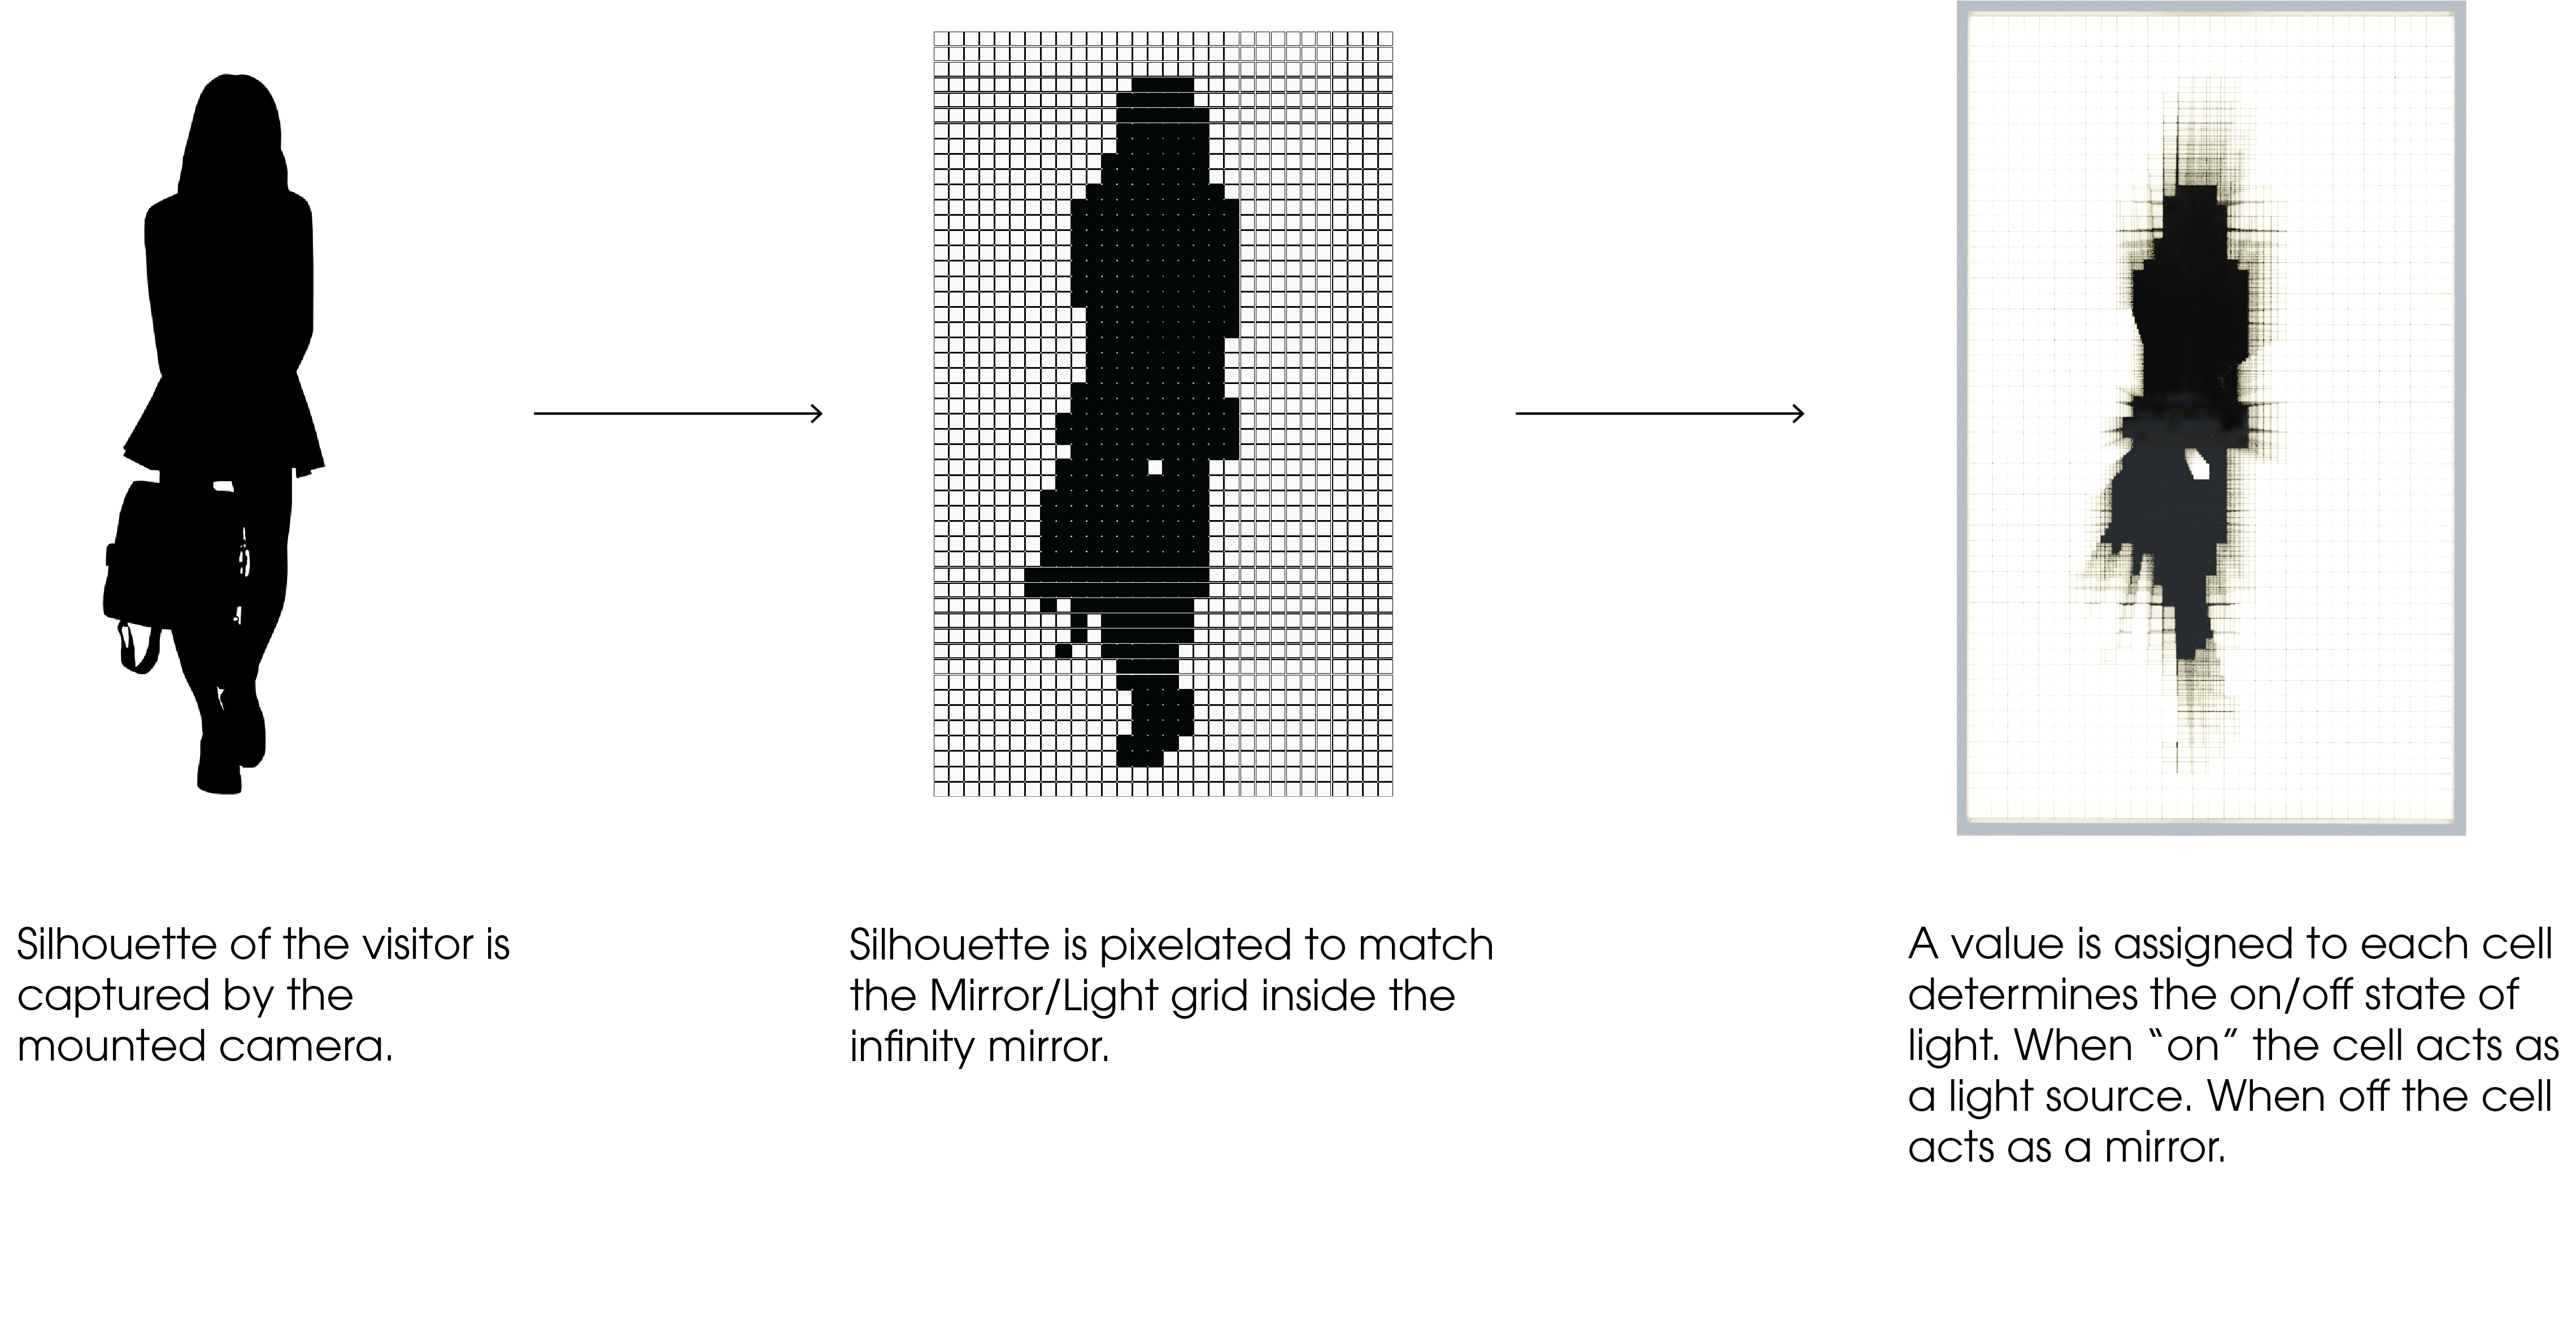 Silhouette of the visitor is
captured by the
mounted camera.
Silhouette is pixelated to match
the Mirror/Light grid inside the
infinity mirror.
A value is assigned to each cell
determines the on/off state of
light. When “on” the cell acts as
a light source. When off the cell
acts as a mirror.